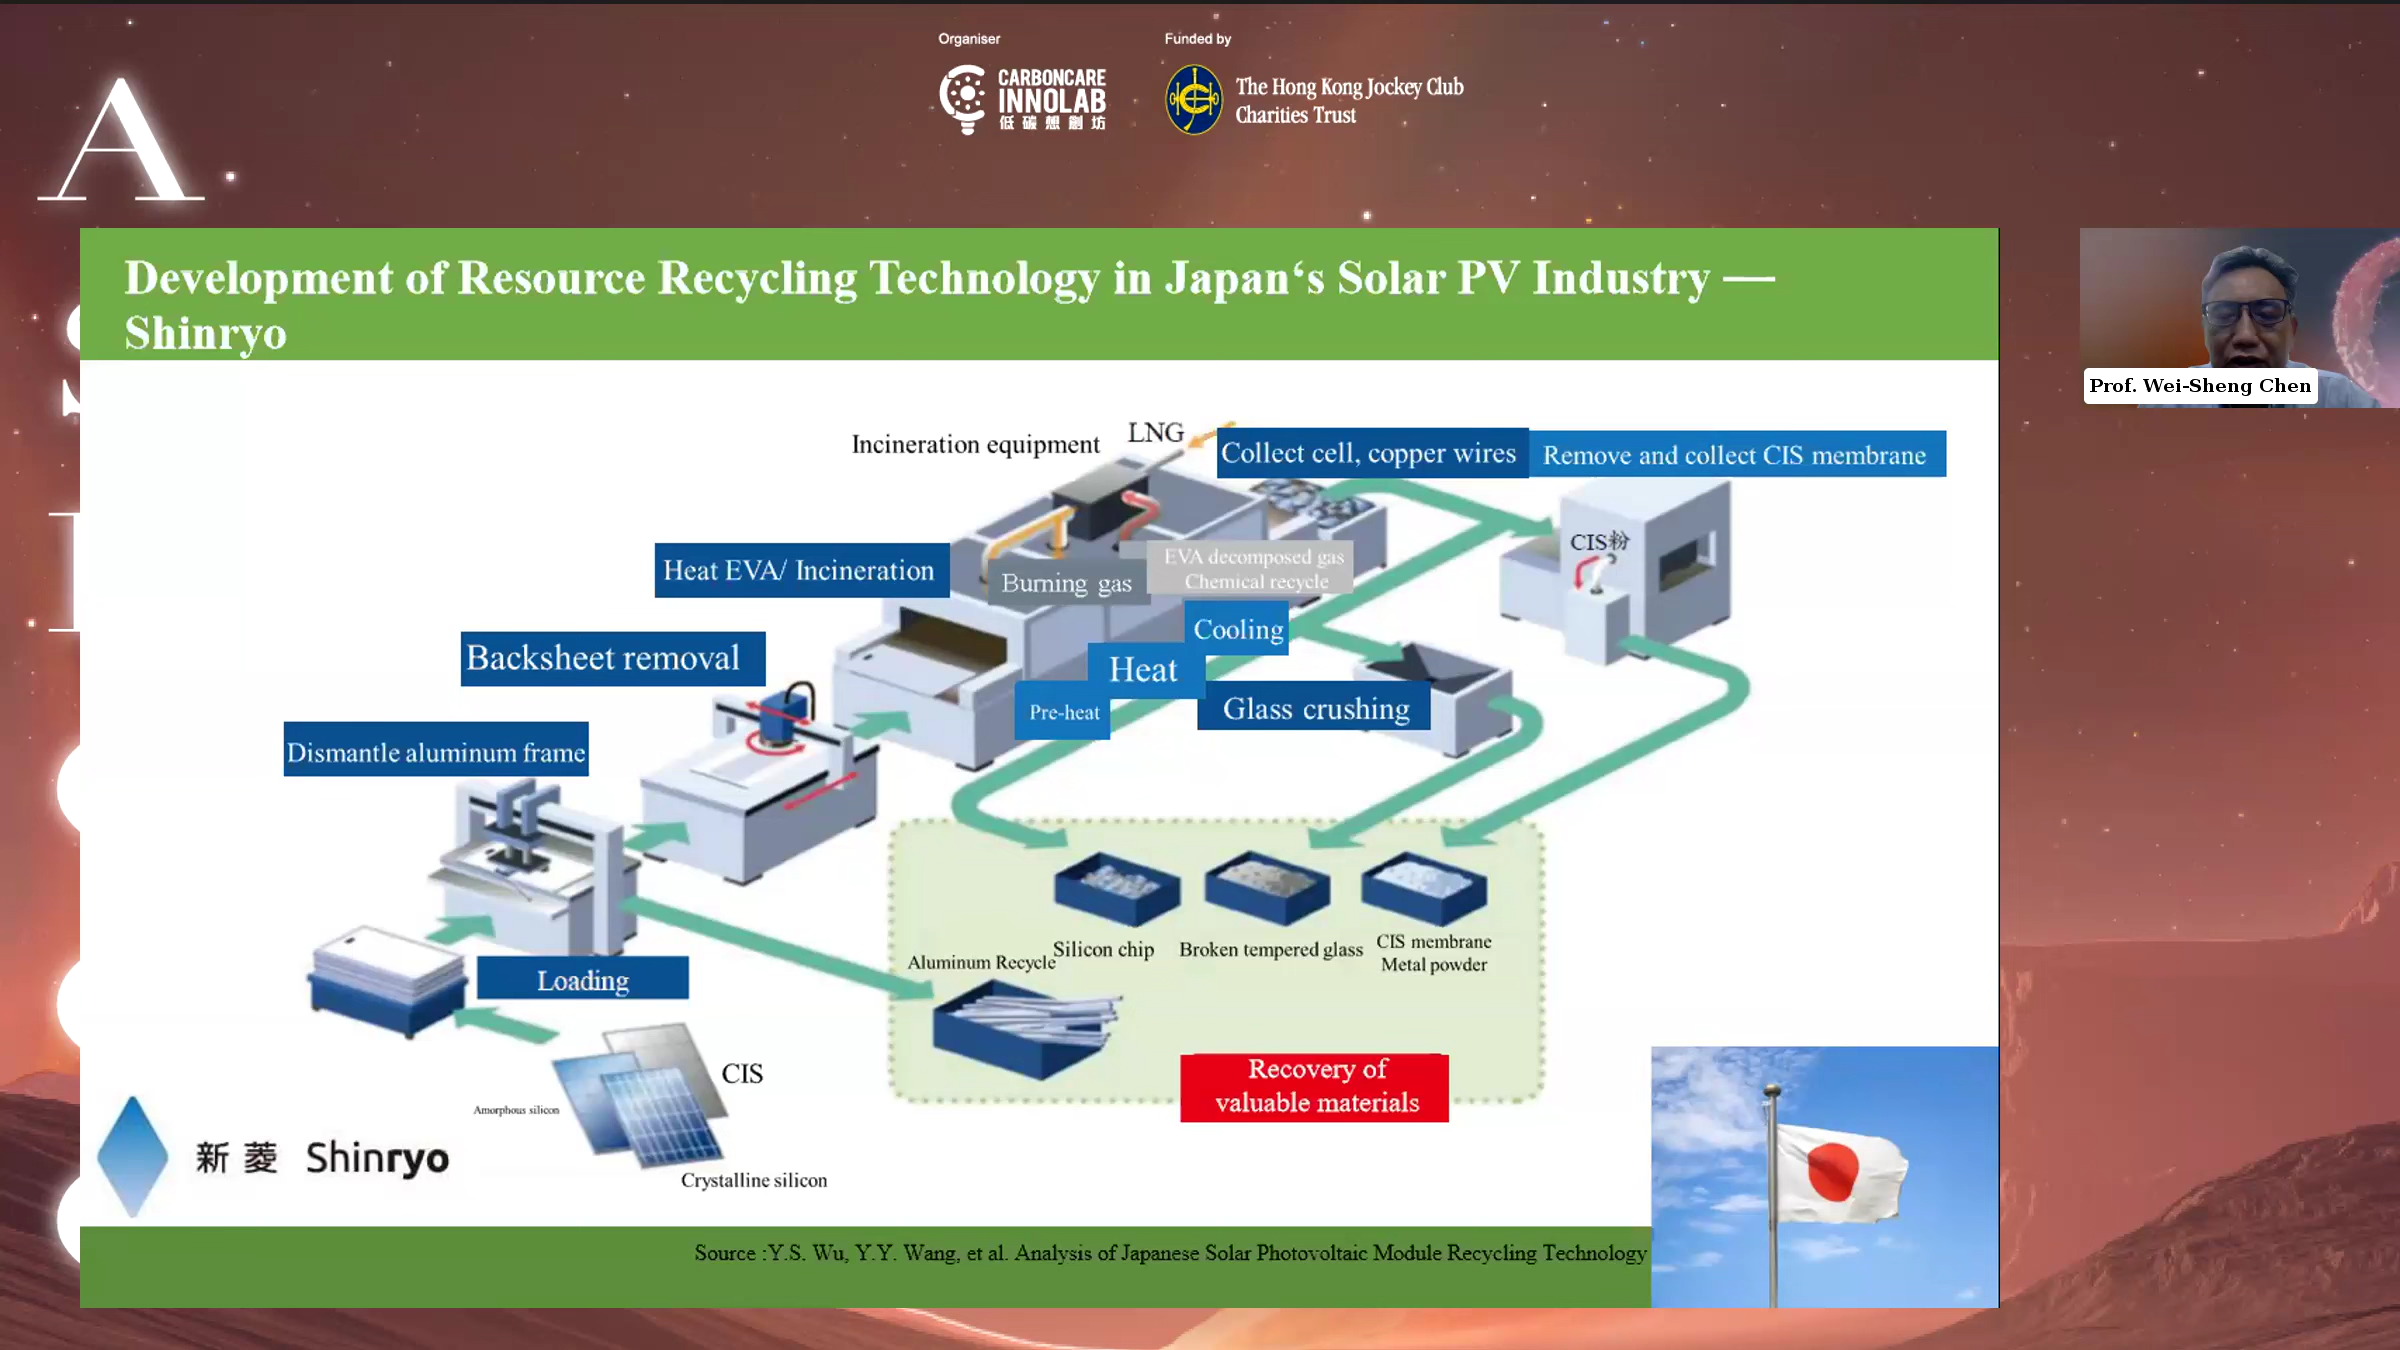 Organiser
Funded by
CARBONCARE
INNOLAB
低碳想創坊
The Hong Kong Jockey Club
Charities Trust
A
Development of Resource Recycling Technology in Japan‘s Solar PV Industry —
Shinryo
Prof. Wei-Sheng Chen
Incineration equipment
LNG
Collect cell, copper wires
Remove and collect CIS membrane
CIS粉
Heat EVA/ Incineration
Burning gas
EVA decomposed gas
Chemical recycle
Cooling
Heat
Pre-heat
Backsheet removal
Glass crushing
Dismantle aluminum frame
Silicon chip
Broken tempered glass
CIS membrane
Metal powder
Aluminum Recycle
Loading
CIS
Amorphous silicon
Crystalline silicon
Recovery of
valuable materials
新菱 Shinryo
Source :Y.S. Wu, Y.Y. Wang, et al. Analysis of Japanese Solar Photovoltaic Module Recycling Technology